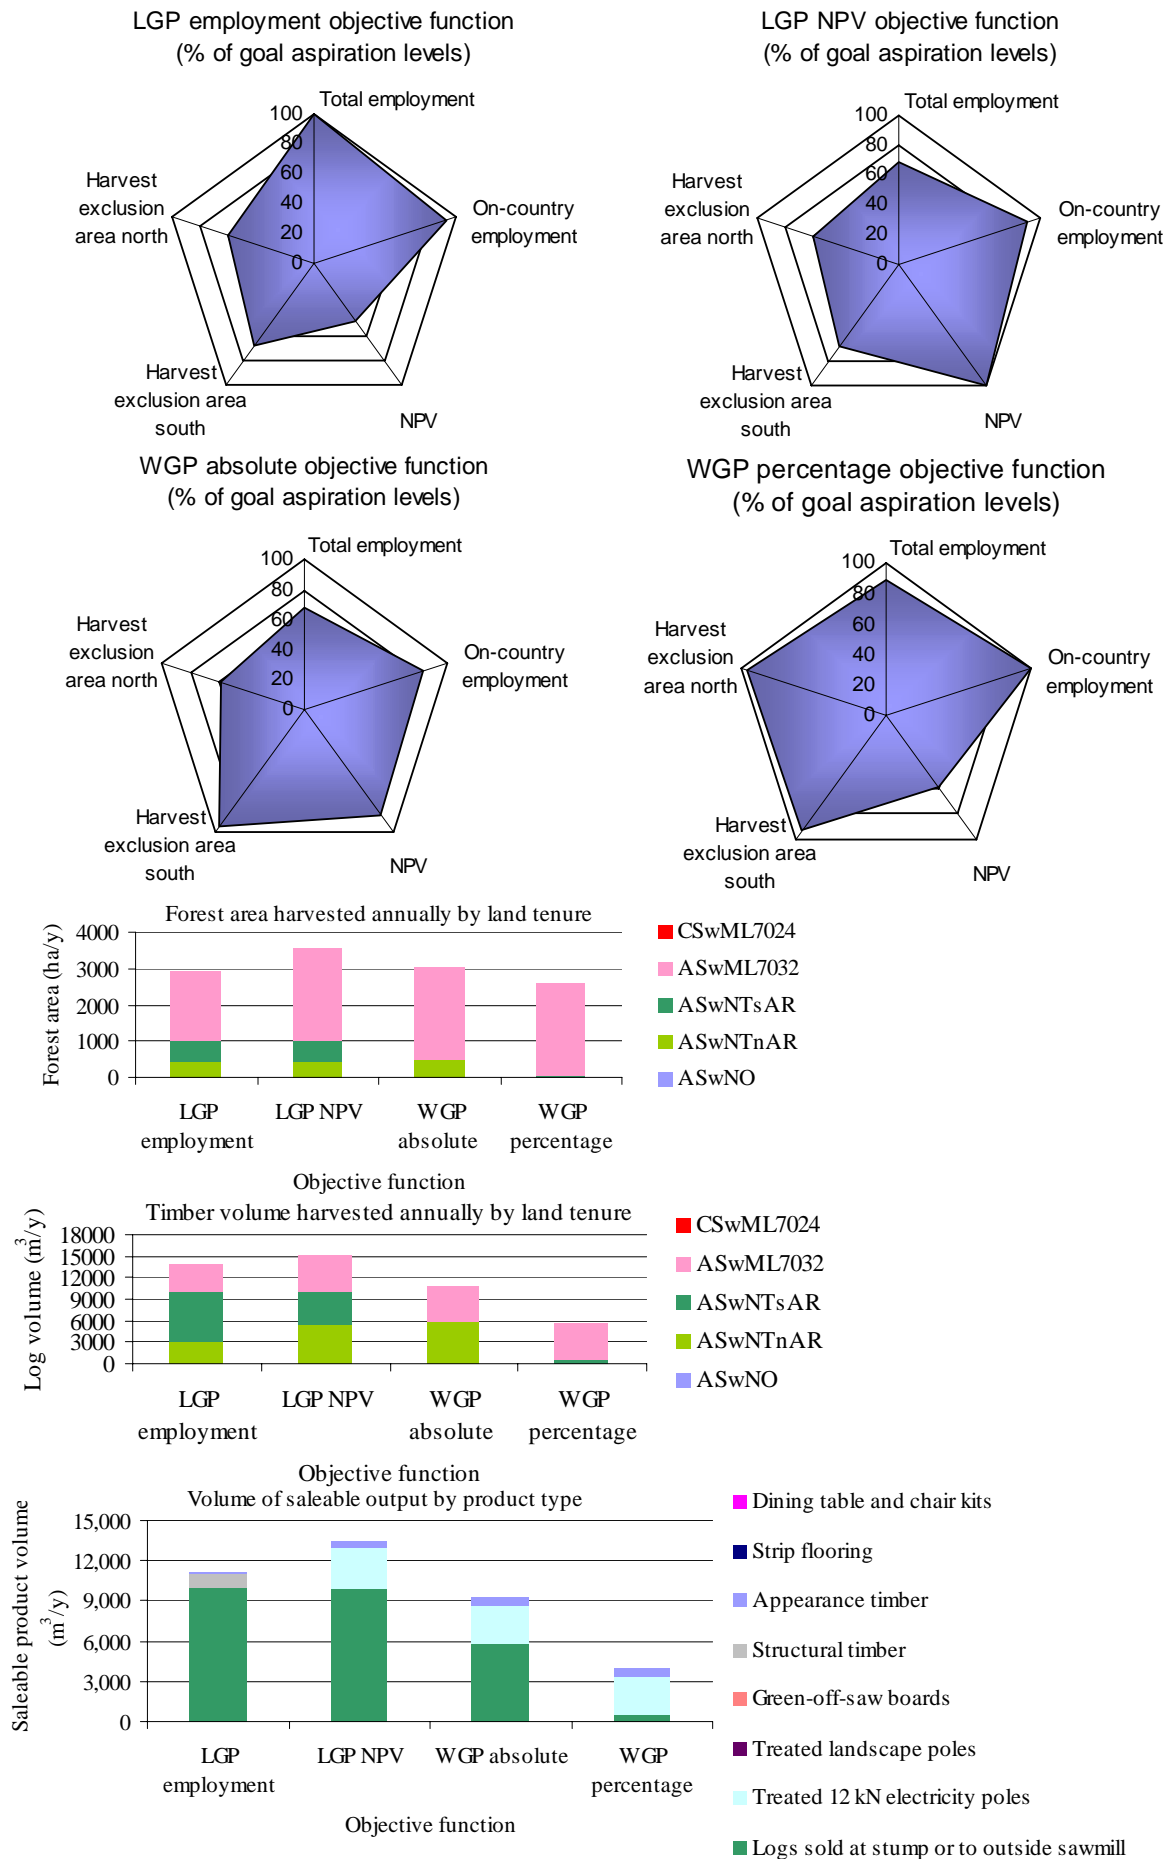 LGP employment objective function
(% of goal aspiration levels)
Total employment
100
80
60
40
20
0
Harvest
exclusion
area north
On-country
employment
Harvest
exclusion area
south
NPV
LGP NPV objective function
(% of goal aspiration levels)
Total employment
100
80
60
40
20
0
Harvest
exclusion
area north
On-country
employment
Harvest
exclusion area
south
NPV
WGP absolute objective function
(% of goal aspiration levels)
Total employment
100
80
60
40
20
0
Harvest
exclusion
area north
On-country
employment
Harvest
exclusion area
south
NPV
WGP percentage objective function
(% of goal aspiration levels)
Total employment
100
80
60
40
20
0
Harvest
exclusion
area north
On-country
employment
Harvest
exclusion area
south
NPV
Forest area harvested annually by land tenure
Forest area (ha/y)
4000
3000
2000
1000
0
LGP
employment
LGP NPV
WGP
absolute
WGP
percentage
Objective function
CSwML7024
ASwML7032
ASwNTsAR
ASwNTnAR
ASwNO
Timber volume harvested annually by land tenure
Log volume (m³/y)
18000
15000
12000
9000
6000
3000
0
LGP
employment
LGP NPV
WGP
absolute
WGP
percentage
Objective function
CSwML7024
ASwML7032
ASwNTsAR
ASwNTnAR
ASwNO
Volume of saleable output by product type
Saleable product volume
(m³/y)
15,000
12,000
9,000
6,000
3,000
0
LGP
employment
LGP NPV
WGP absolute
WGP
percentage
Objective function
Dining table and chair kits
Strip flooring
Appearance timber
Structural timber
Green-off-saw boards
Treated landscape poles
Treated 12 kN electricity poles
Logs sold at stump or to outside sawmill